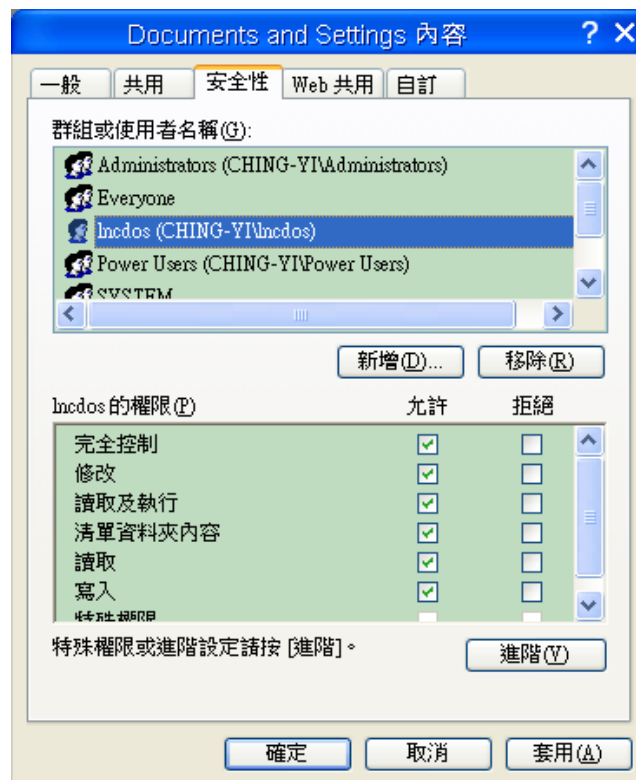 Documents and Settings 內容
一般 共用 安全性 Web 共用 自訂
群組或使用者名稱(G):
Administrators (CHING-YI\Administrators)
Everyone
lncdos (CHING-YI\lncdos)
Power Users (CHING-YI\Power Users)
SYSTEM
新增(D)... 移除(R)
lncdos 的權限(P) 允許 拒絕
完全控制
修改
讀取及執行
清單資料夾內容
讀取
寫入
特殊權限
特殊權限或進階設定請按 [進階]。 進階(V)
確定 取消 套用(A)